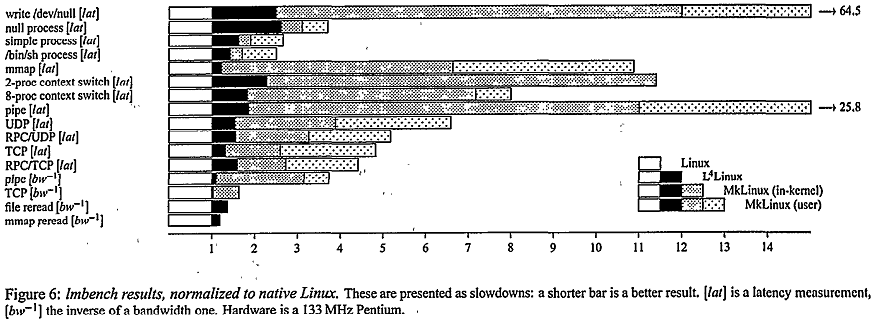 write /dev/null [lat]
→ 64.5
null process [lat]
simple process [lat]
/bin/sh process [lat]
mmap [lat]
2-proc context switch [lat]
8-proc context switch [lat]
pipe [lat]
→ 25.8
UDP [lat]
RPC/UDP [lat]
TCP [lat]
RPC/TCP [lat]
pipe [bw⁻¹]
TCP [bw⁻¹]
file reread [bw⁻¹]
mmap reread [bw⁻¹]
Linux
L⁴Linux
MkLinux (in-kernel)
MkLinux (user)
1 2 3 4 5 6 7 8 9 10 11 12 13 14
Figure 6: lmbench results, normalized to native Linux. These are presented as slowdowns: a shorter bar is a better result. [lat] is a latency measurement,
[bw⁻¹] the inverse of a bandwidth one. Hardware is a 133 MHz Pentium.